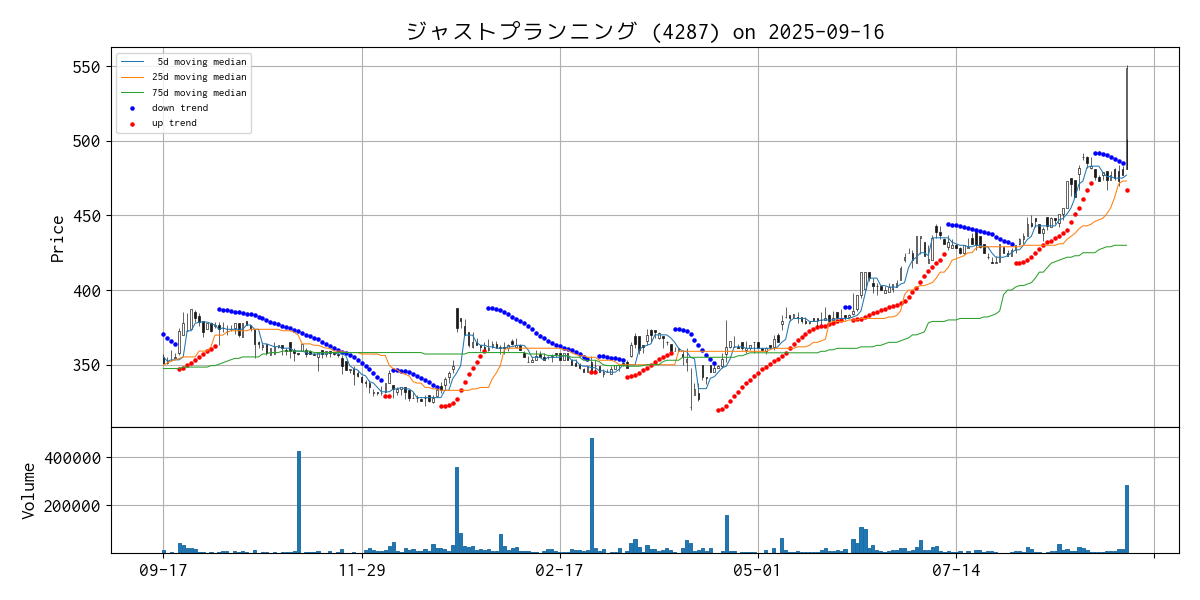 ジャストプランニング (4287) on 2025-09-16
5d moving median
25d moving median
75d moving median
down trend
up trend
550
500
450
400
350
Price
400000
200000
Volume
09-17
11-29
02-17
05-01
07-14